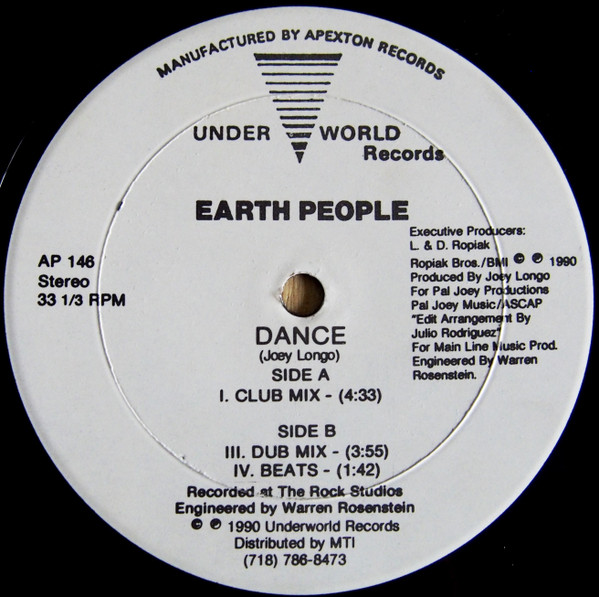 MANUFACTURED BY APEXTON RECORDS
UNDER WORLD
Records
EARTH PEOPLE
AP 146
Stereo
33 1/3 RPM
Executive Producers:
L. & D. Ropiak
Ropiak Bros./BMI © ℗ 1990
Produced By Joey Longo
For Pal Joey Productions
Pal Joey Music/ASCAP
"Edit Arrangement By
Julio Rodriguez"
For Main Line Music Prod.
Engineered By Warren
Rosenstein.
DANCE
(Joey Longo)
SIDE A
I. CLUB MIX - (4:33)
SIDE B
III. DUB MIX - (3:55)
IV. BEATS - (1:42)
Recorded at The Rock Studios
Engineered by Warren Rosenstein
© ℗ 1990 Underworld Records
Distributed by MTI
(718) 786-8473